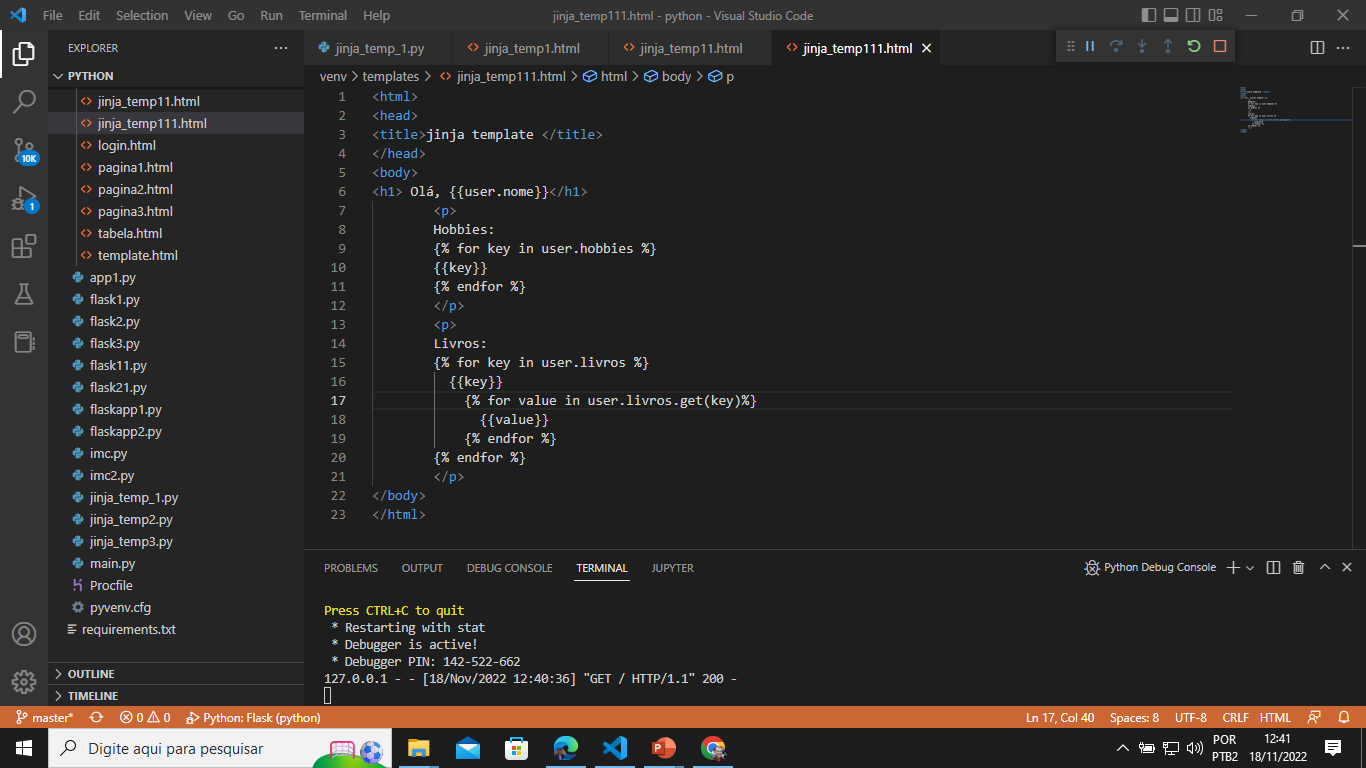 File Edit Selection View Go Run Terminal Help jinja_temp111.html - python - Visual Studio Code
EXPLORER
PYTHON
jinja_temp11.html
jinja_temp111.html
login.html
pagina1.html
pagina2.html
pagina3.html
tabela.html
template.html
app1.py
flask1.py
flask2.py
flask3.py
flask11.py
flask21.py
flaskapp1.py
flaskapp2.py
imc.py
imc2.py
jinja_temp_1.py
jinja_temp2.py
jinja_temp3.py
main.py
Procfile
pyvenv.cfg
requirements.txt
OUTLINE
TIMELINE
10K
1
jinja_temp_1.py jinja_temp1.html jinja_temp11.html jinja_temp111.html
venv > templates > jinja_temp111.html > html > body > p
1 <html>
2 <head>
3 <title>jinja template </title>
4 </head>
5 <body>
6 <h1> Olá, {{user.nome}}</h1>
7 <p>
8 Hobbies:
9 {% for key in user.hobbies %}
10 {{key}}
11 {% endfor %}
12 </p>
13 <p>
14 Livros:
15 {% for key in user.livros %}
16 {{key}}
17 {% for value in user.livros.get(key)%}
18 {{value}}
19 {% endfor %}
20 {% endfor %}
21 </p>
22 </body>
23 </html>
PROBLEMS OUTPUT DEBUG CONSOLE TERMINAL JUPYTER Python Debug Console
Press CTRL+C to quit
* Restarting with stat
* Debugger is active!
* Debugger PIN: 142-522-662
127.0.0.1 - - [18/Nov/2022 12:40:36] "GET / HTTP/1.1" 200 -
master* 0 0 Python: Flask (python) Ln 17, Col 40 Spaces: 8 UTF-8 CRLF HTML
Digite aqui para pesquisar
POR
PTB2
12:41
18/11/2022